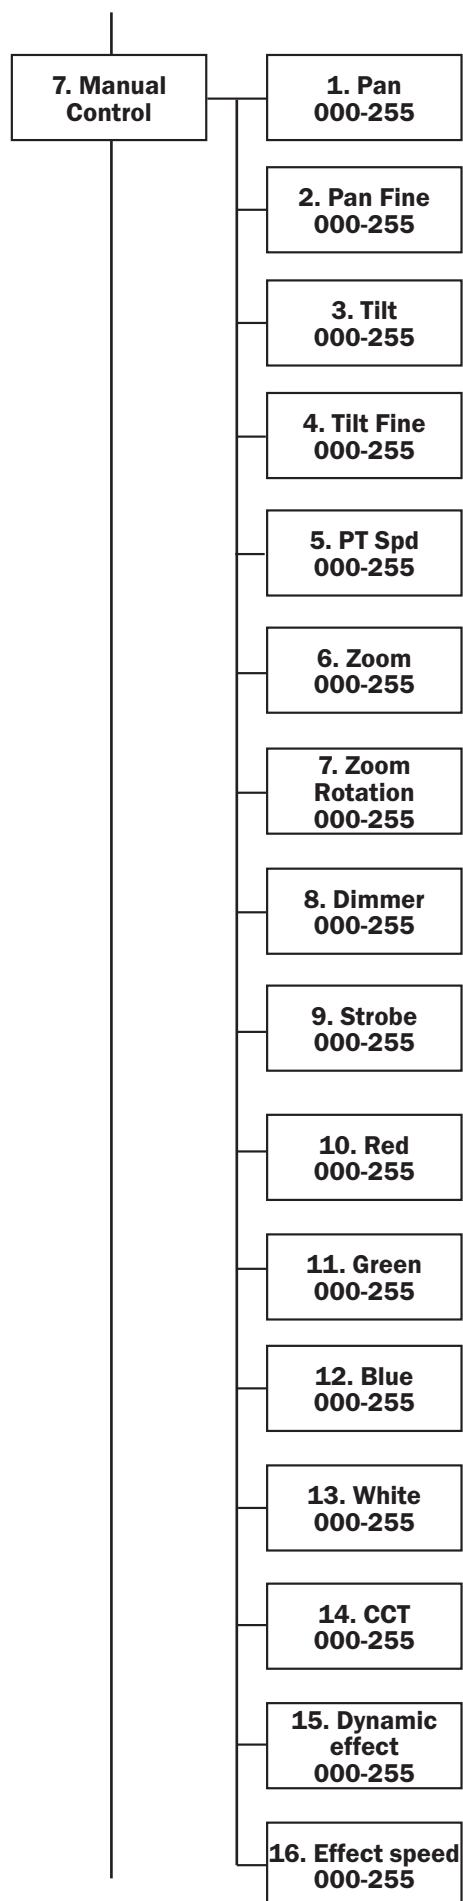 7. Manual
Control
1. Pan
000-255
2. Pan Fine
000-255
3. Tilt
000-255
4. Tilt Fine
000-255
5. PT Spd
000-255
6. Zoom
000-255
7. Zoom
Rotation
000-255
8. Dimmer
000-255
9. Strobe
000-255
10. Red
000-255
11. Green
000-255
12. Blue
000-255
13. White
000-255
14. CCT
000-255
15. Dynamic
effect
000-255
16. Effect speed
000-255